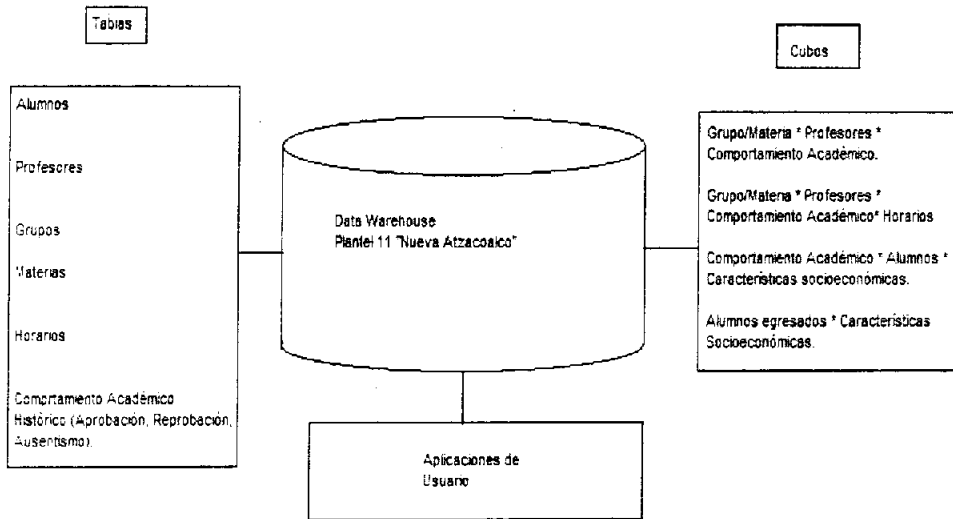 Tablas
Alumnos
Profesores
Grupos
Materias
Horarios
Comportamiento Académico
Histórico (Aprobación, Reprobación,
Ausentismo).
Data Warehouse
Plantel 11 "Nueva Atzacoalco"
Aplicaciones de
Usuario
Cubos
Grupo/Materia * Profesores *
Comportamiento Académico.
Grupo/Materia * Profesores *
Comportamiento Académico* Horarios
Comportamiento Académico * Alumnos *
Características socioeconómicas.
Alumnos egresados * Características
Socioeconómicas.